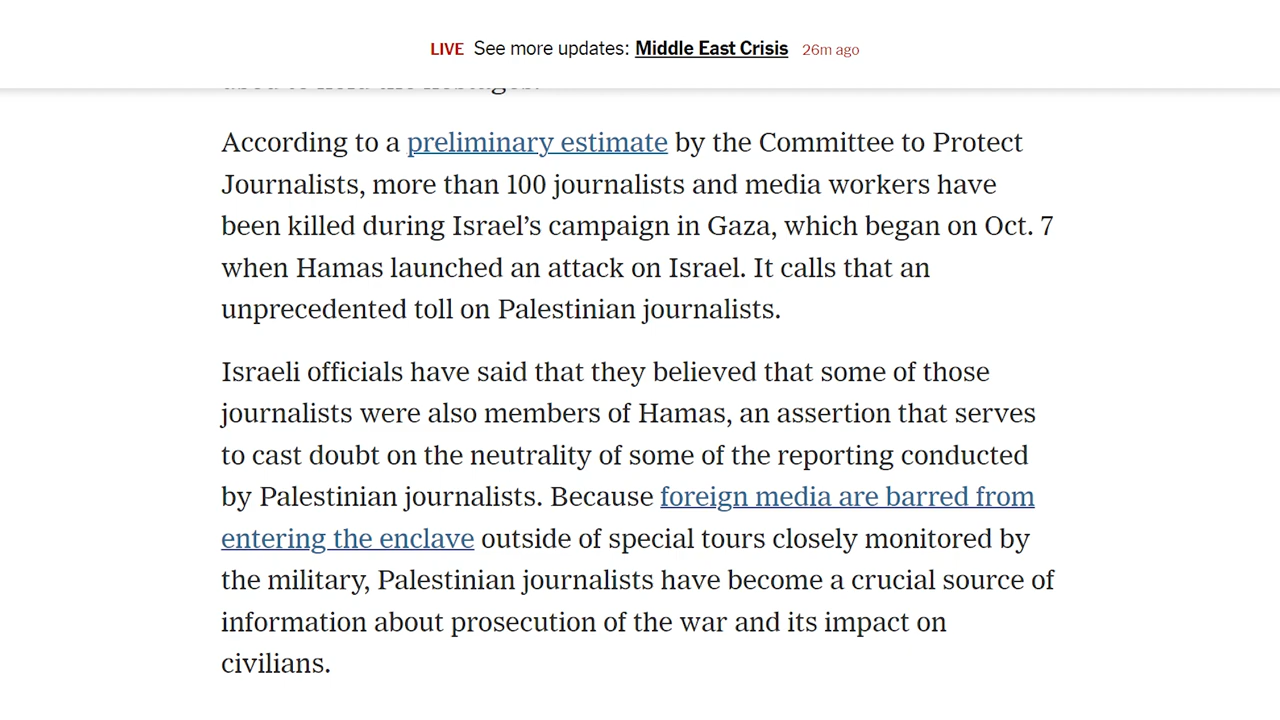 LIVE See more updates: Middle East Crisis 26m ago
According to a preliminary estimate by the Committee to Protect
Journalists, more than 100 journalists and media workers have
been killed during Israel’s campaign in Gaza, which began on Oct. 7
when Hamas launched an attack on Israel. It calls that an
unprecedented toll on Palestinian journalists.
Israeli officials have said that they believed that some of those
journalists were also members of Hamas, an assertion that serves
to cast doubt on the neutrality of some of the reporting conducted
by Palestinian journalists. Because foreign media are barred from
entering the enclave outside of special tours closely monitored by
the military, Palestinian journalists have become a crucial source of
information about prosecution of the war and its impact on
civilians.